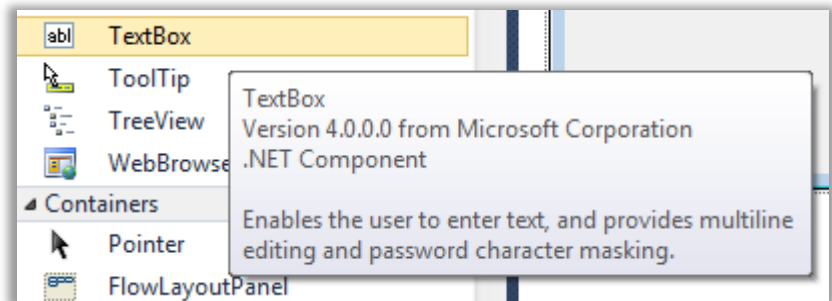 abl TextBox
ToolTip
TreeView
WebBrowse
Containers
Pointer
FlowLayoutPanel
TextBox
Version 4.0.0.0 from Microsoft Corporation
.NET Component
Enables the user to enter text, and provides multiline
editing and password character masking.